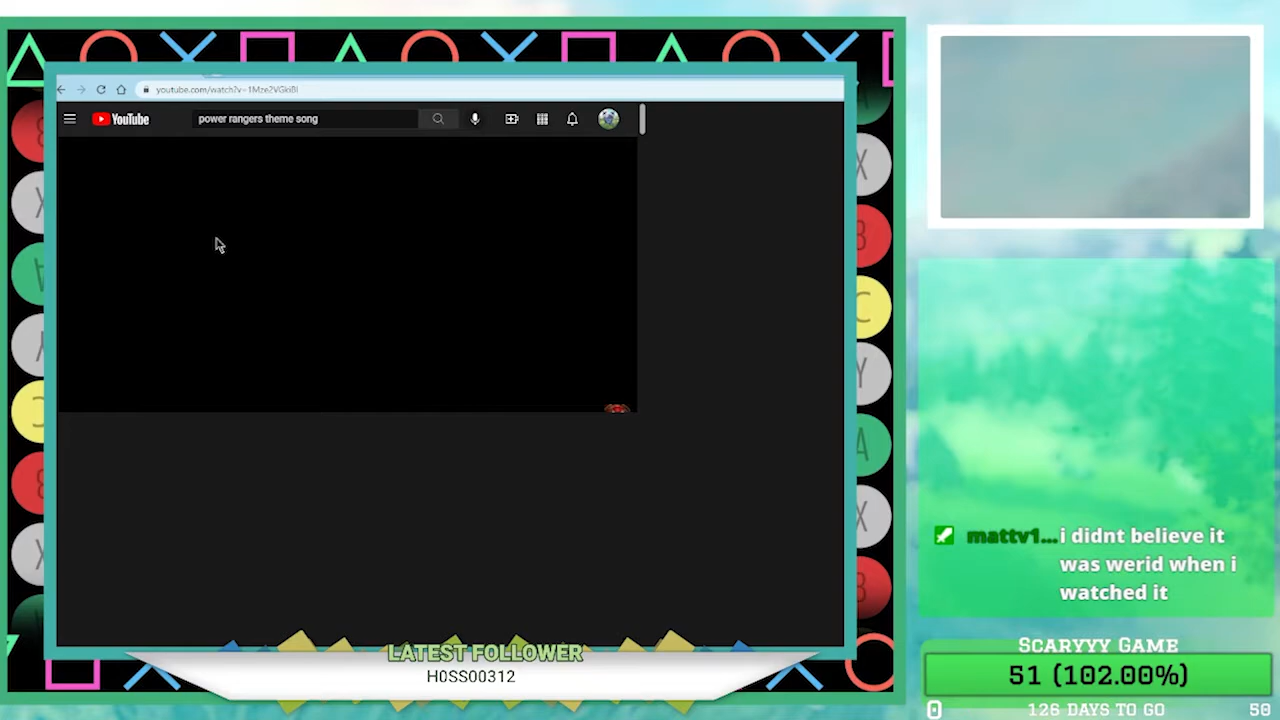 youtube.com/watch?v=1Mze2VGkiBI
YouTube
power rangers theme song
mattv1... i didnt believe it
was werid when i
watched it
LATEST FOLLOWER
H0SS00312
SCARYYY GAME
51 (102.00%)
0
126 DAYS TO GO
50